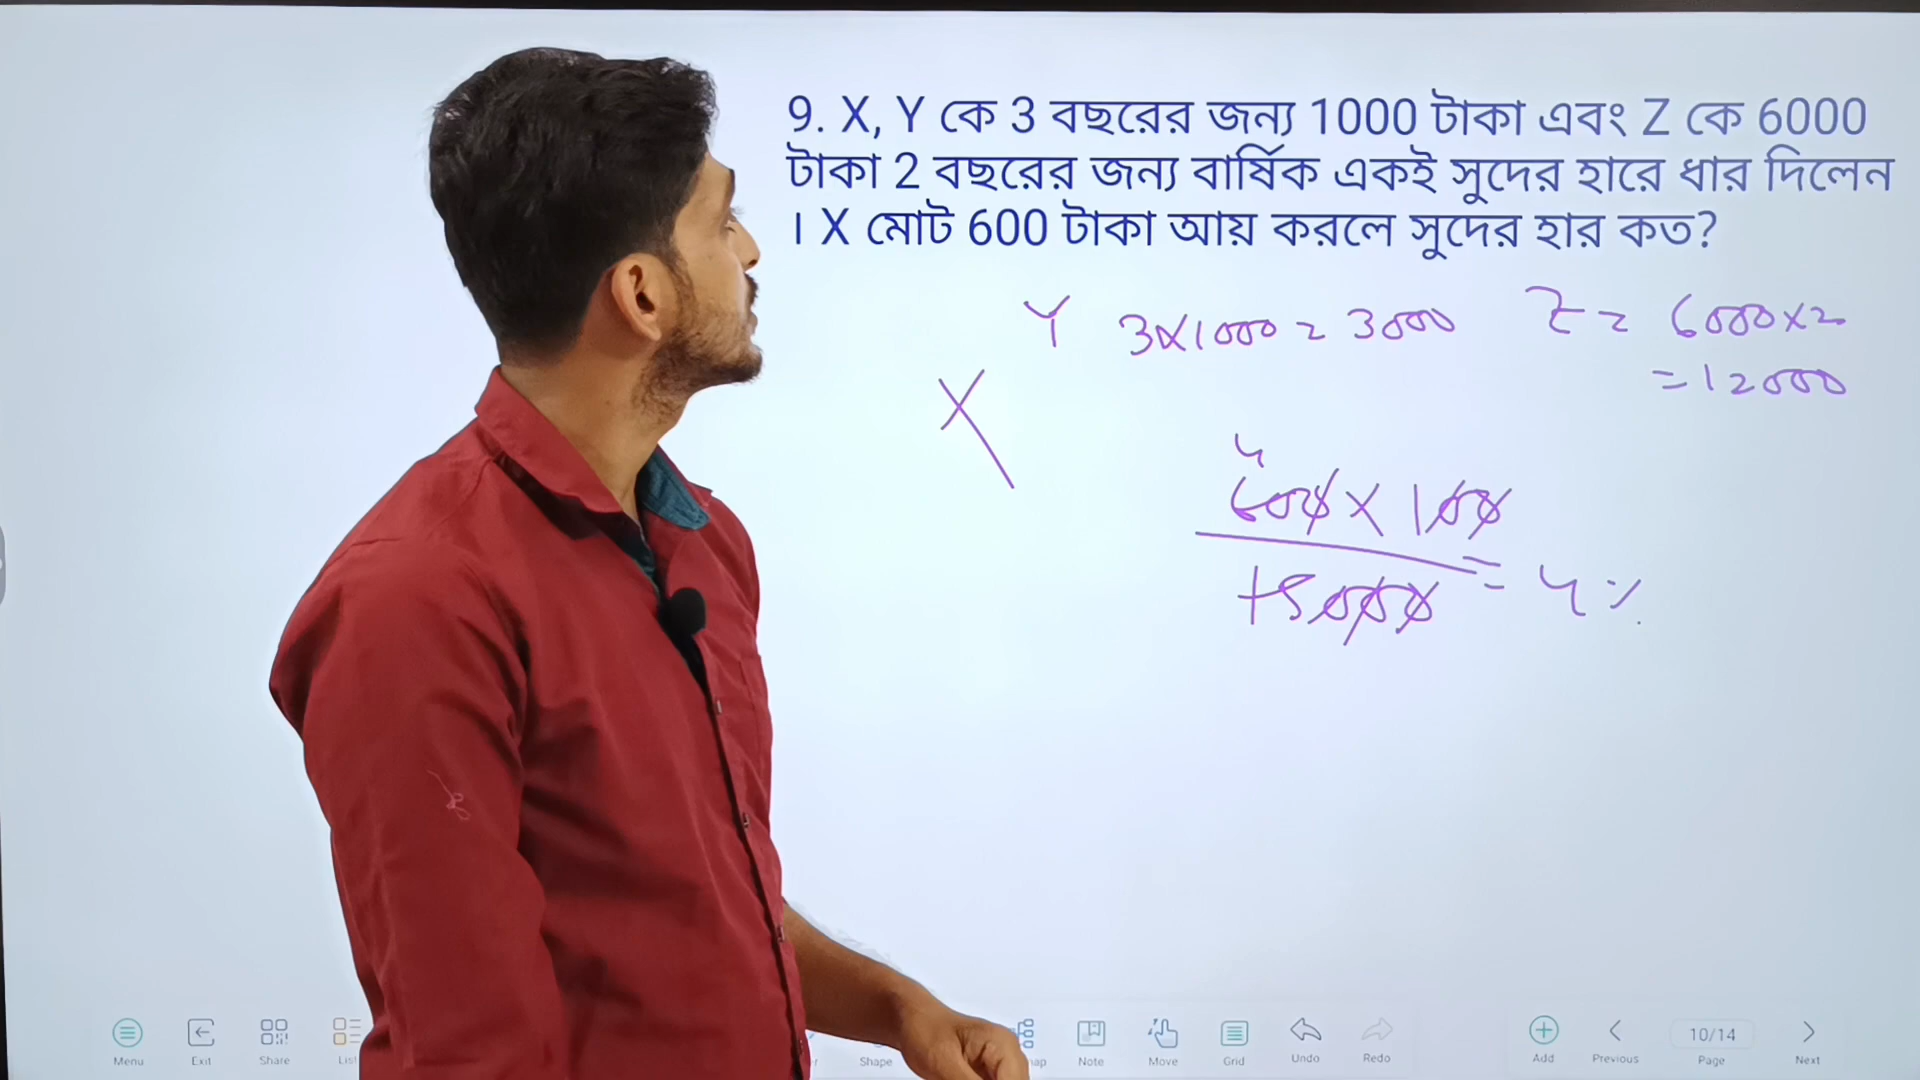 9. X, Y কে 3 বছরের জন্য 1000 টাকা এবং Z কে 6000
টাকা 2 বছরের জন্য বার্ষিক একই সুদের হারে ধার দিলেন
। X মোট 600 টাকা আয় করলে সুদের হার কত?
Y 3×1000 = 3000 Z = 6000×2
= 12000
X
4
600 × 100
15000 = 4%
Menu Exit Share Shape Note Move Grid Undo Redo Add Previous 10/14 Page Next